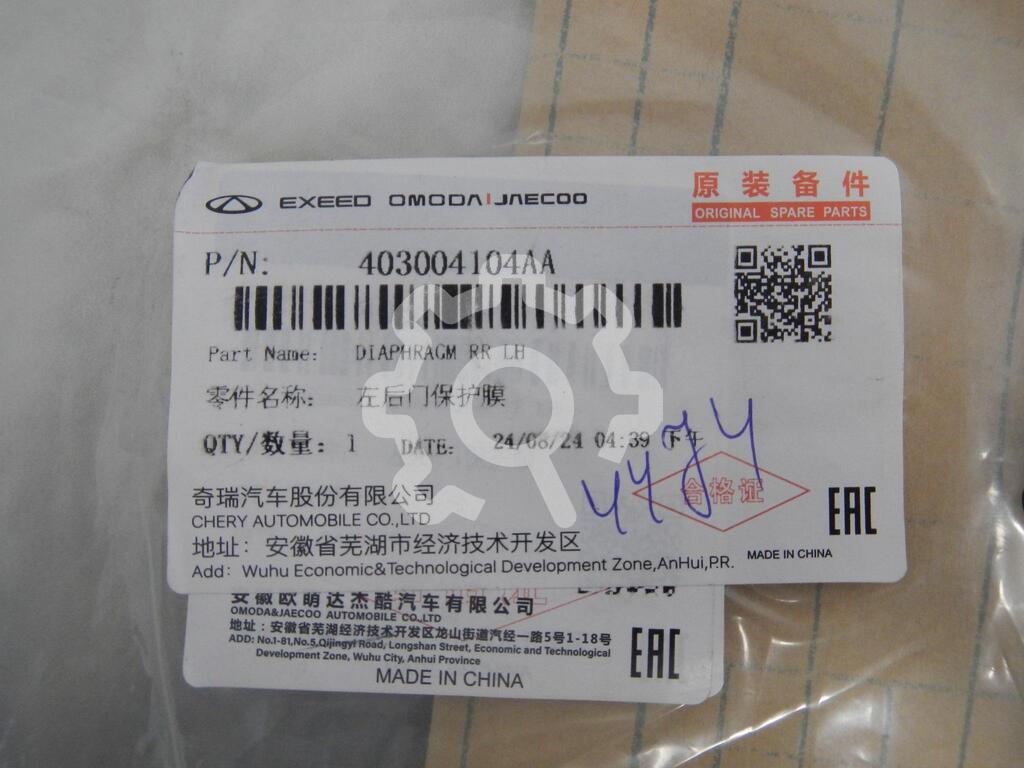 EXEED OMODA JAECOO
原装备件
ORIGINAL SPARE PARTS
P/N: 403004104AA
Part Name: DIAPHRAGM RR LH
零件名称: 左后门保护膜
QTY/数量: 1 DATE: 24/08/24 04:39 下午
合格证
EAC
奇瑞汽车股份有限公司
CHERY AUTOMOBILE CO.,LTD
地址: 安徽省芜湖市经济技术开发区
Add: Wuhu Economic&Technological Development Zone,AnHui,P.R.
MADE IN CHINA
安徽欧萌达杰酷汽车有限公司
OMODA&JAECOO AUTOMOBILE CO.,LTD
地址:安徽省芜湖经济技术开发区龙山街道汽经一路5号1-18号
ADD: No.1-81,No.5,Qijingyi Road, Longshan Street, Economic and Technological
Development Zone, Wuhu City, Anhui Province
EAC
MADE IN CHINA